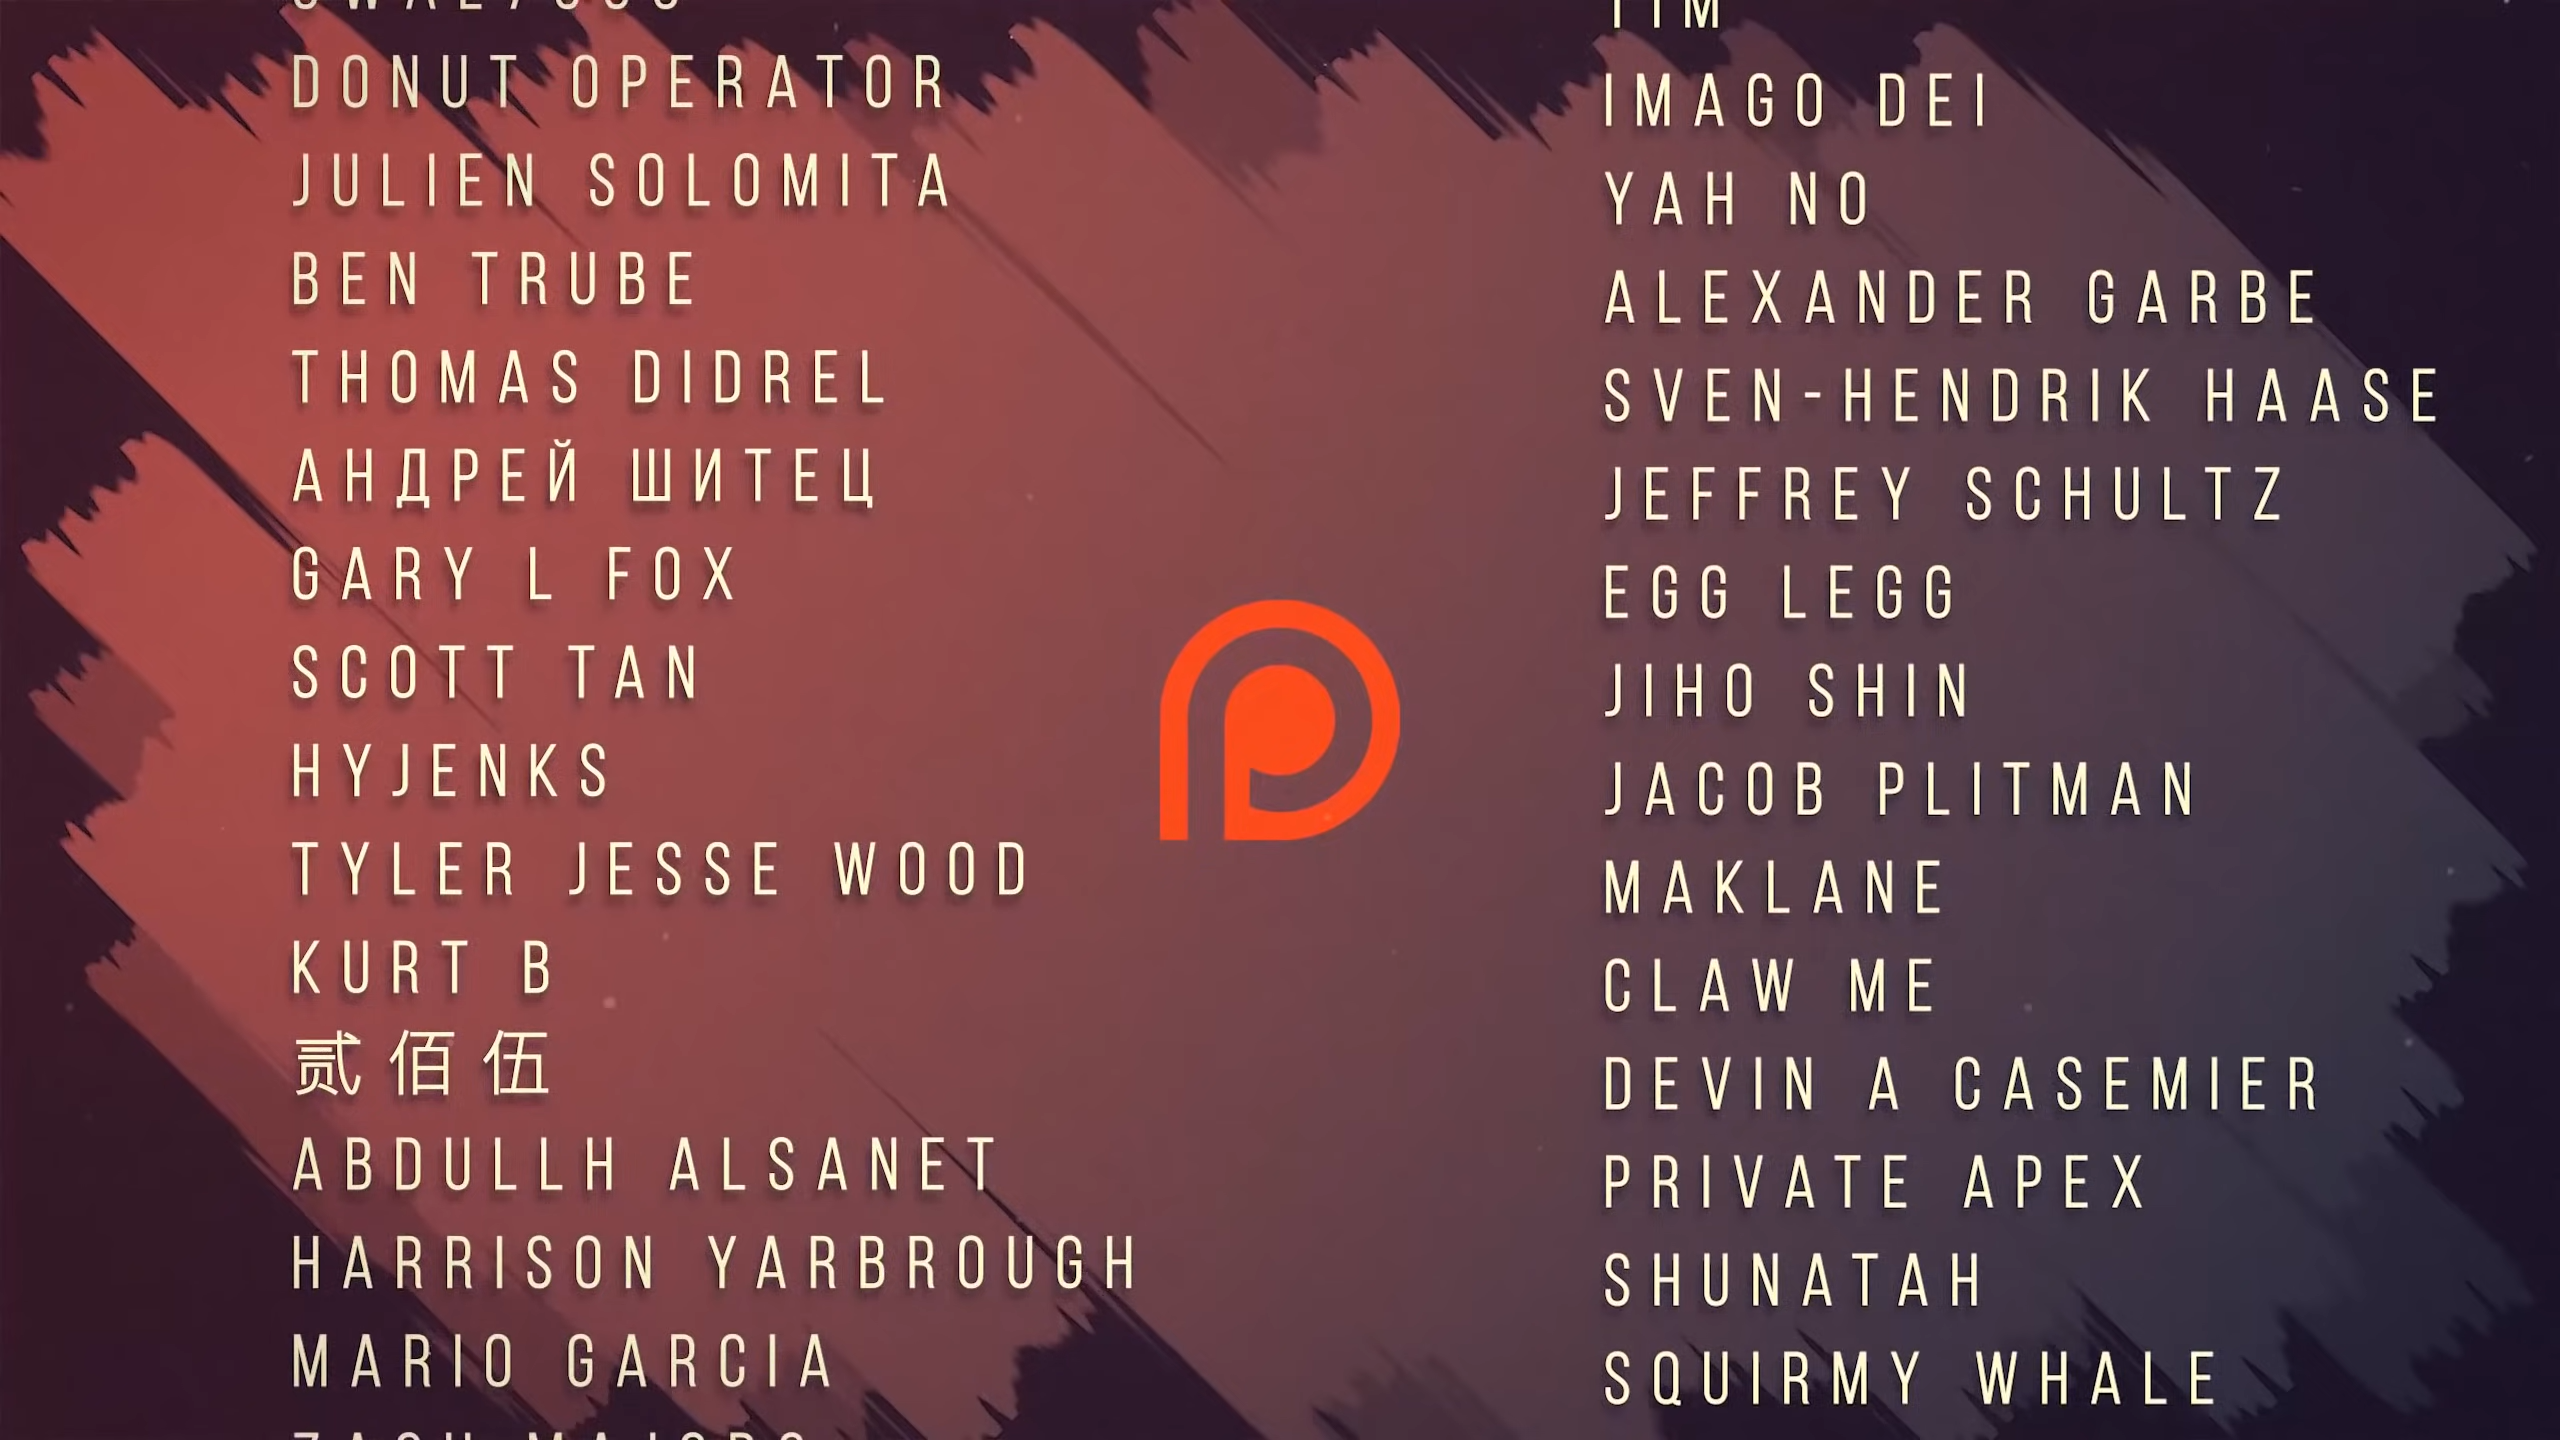 DONUT OPERATOR
JULIEN SOLOMITA
BEN TRUBE
THOMAS DIDREL
АНДРЕЙ ШИТЕЦ
GARY L FOX
SCOTT TAN
HYJENKS
TYLER JESSE WOOD
KURT B
贰佰伍
ABDULLH ALSANET
HARRISON YARBROUGH
MARIO GARCIA
TIM
IMAGO DEI
YAH NO
ALEXANDER GARBE
SVEN-HENDRIK HAASE
JEFFREY SCHULTZ
EGG LEGG
JIHO SHIN
JACOB PLITMAN
MAKLANE
CLAW ME
DEVIN A CASEMIER
PRIVATE APEX
SHUNATAH
SQUIRMY WHALE